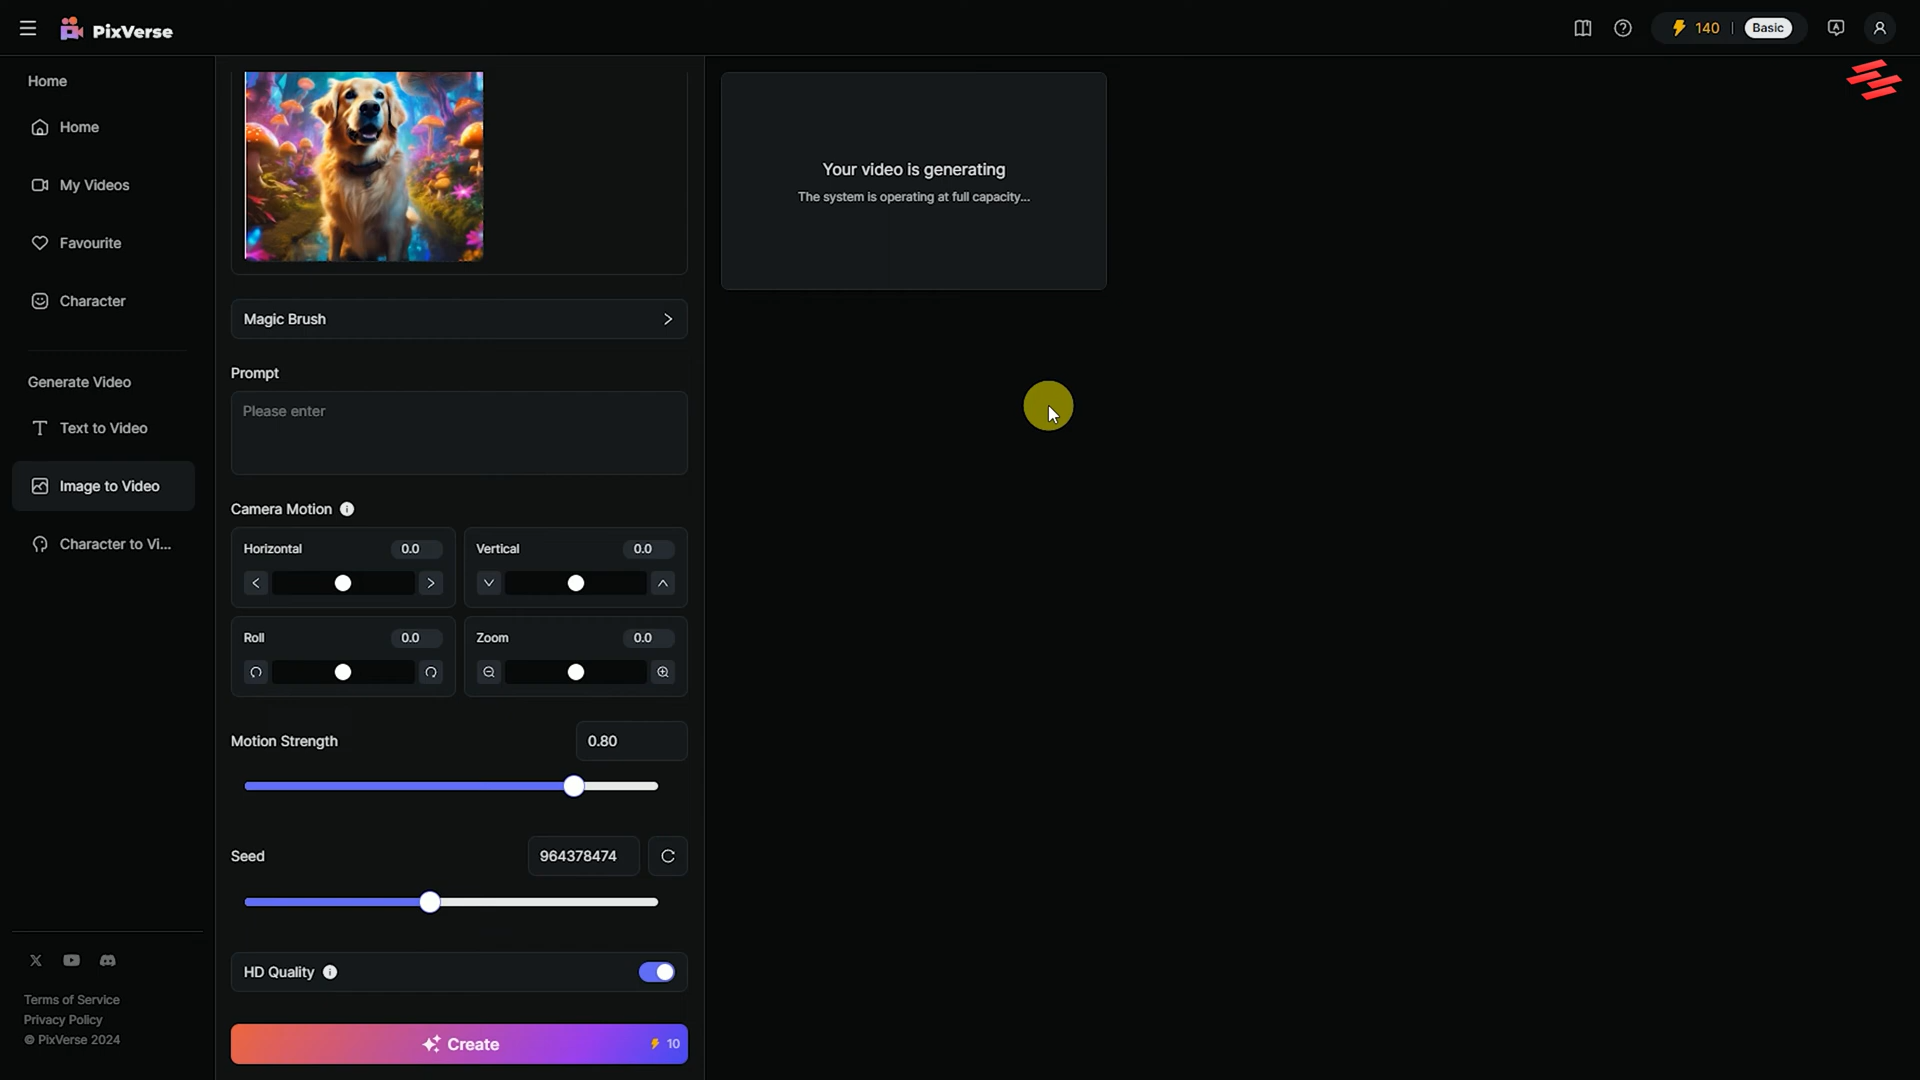 PixVerse
140
Basic
Home
Home
My Videos
Favourite
Character
Generate Video
Text to Video
Image to Video
Character to Vi...
Terms of Service
Privacy Policy
© PixVerse 2024
Magic Brush
Prompt
Please enter
Camera Motion
Horizontal 0.0
Vertical 0.0
Roll 0.0
Zoom 0.0
Motion Strength 0.80
Seed 964378474
HD Quality
Create 10
Your video is generating
The system is operating at full capacity...